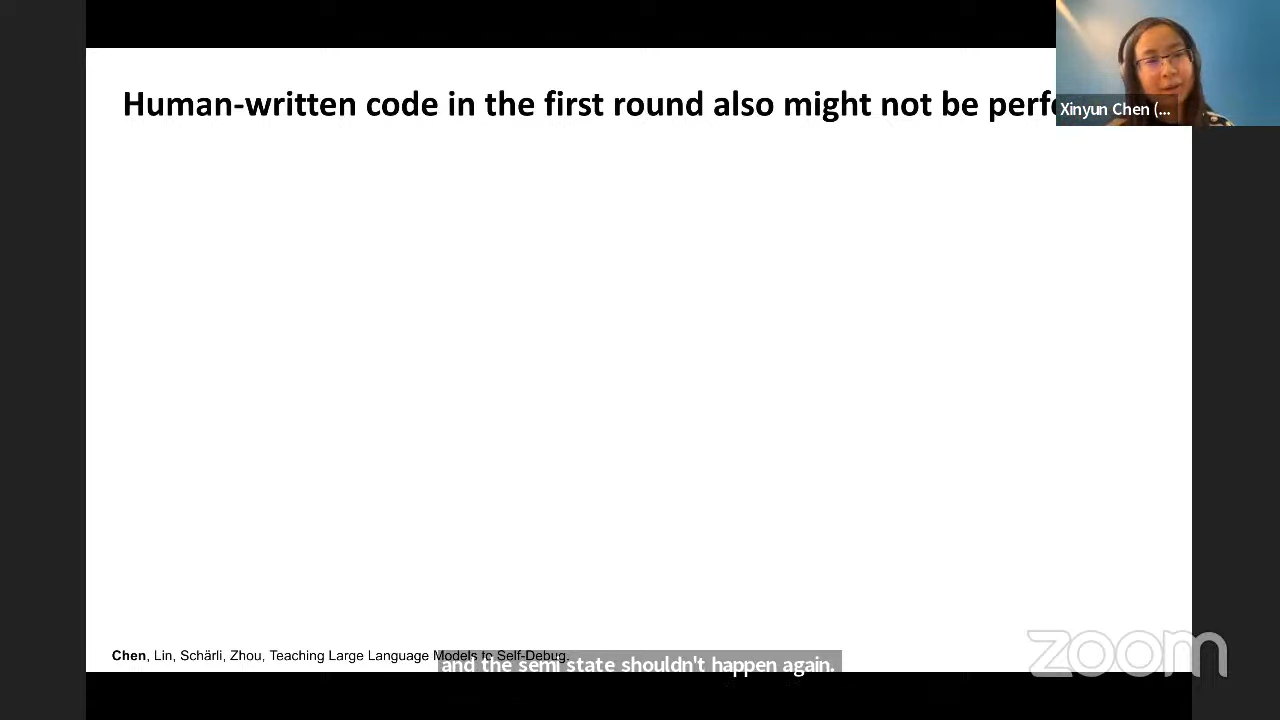 Human-written code in the first round also might not be perfe
Xinyun Chen (...
Chen, Lin, Schärli, Zhou, Teaching Large Language Models to Self-Debug.
and the semi state shouldn't happen again.
zoom